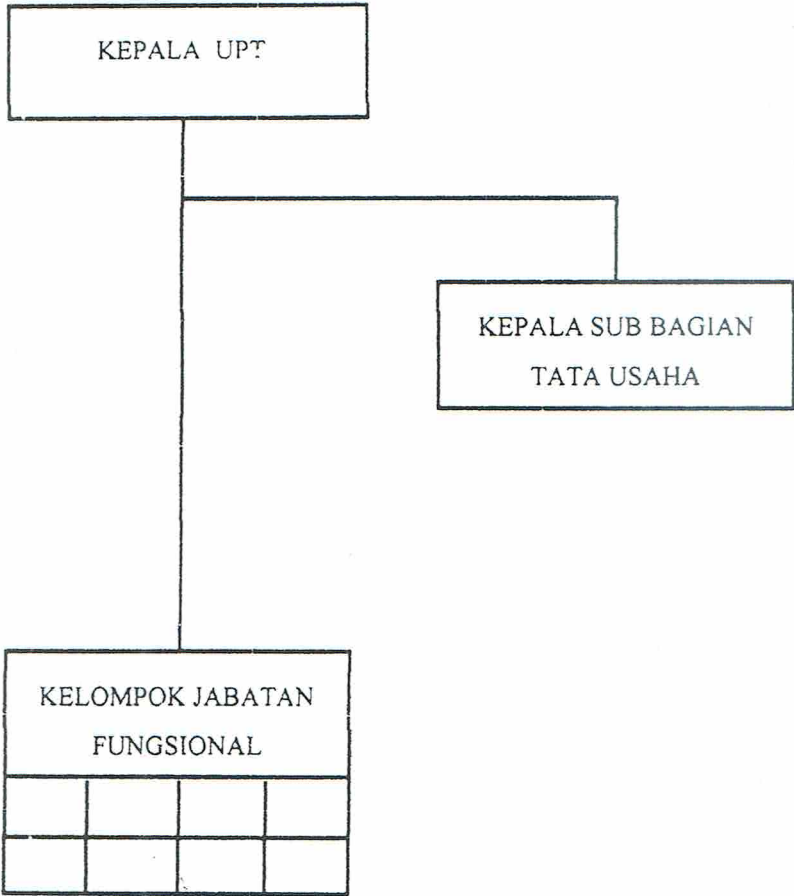 KEPALA UPT
KEPALA SUB BAGIAN
TATA USAHA
KELOMPOK JABATAN
FUNGSIONAL